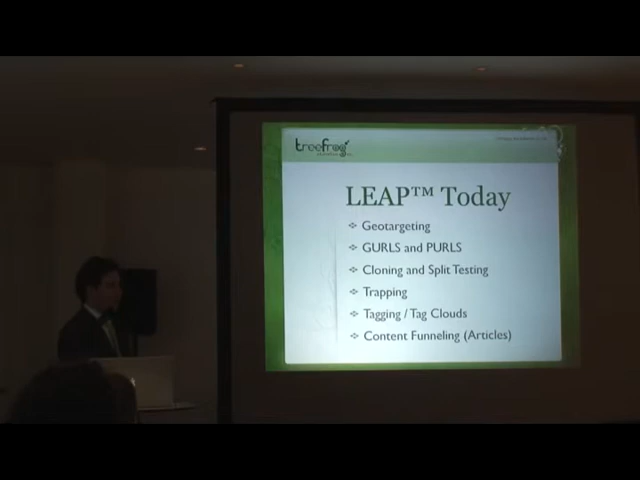 treefrog
LEAP™ Today
Geotargeting
GURLS and PURLS
Cloning and Split Testing
Trapping
Tagging / Tag Clouds
Content Funneling (Articles)